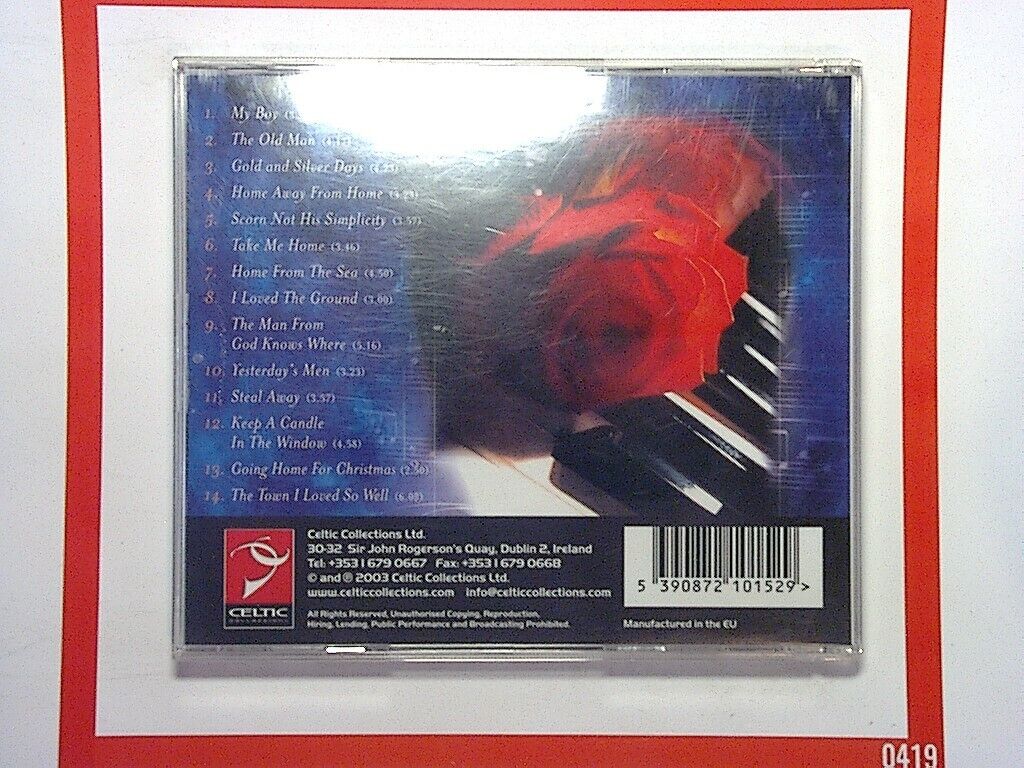 1. My Boy
2. The Old Man
3. Gold and Silver Days
4. Home Away From Home
5. Scorn Not His Simplicity (3.57)
6. Take Me Home (3.46)
7. Home From The Sea (4.50)
8. I Loved The Ground (3.00)
9. The Man From
God Knows Where (5.16)
10. Yesterday's Men (3.23)
11. Steal Away (3.37)
12. Keep A Candle
In The Window (4.58)
13. Going Home For Christmas
14. The Town I Loved So Well (6.08)
Celtic Collections Ltd.
30-32 Sir John Rogerson's Quay, Dublin 2, Ireland
Tel: +353 1 679 0667 Fax: +353 1 679 0668
© and ℗ 2003 Celtic Collections Ltd.
www.celticcollections.com info@celticcollections.com
All Rights Reserved, Unauthorised Copying, Reproduction,
Hiring, Lending, Public Performance and Broadcasting Prohibited.
CELTIC
COLLECTIONS
5 390872 101529 >
Manufactured in the EU
0419